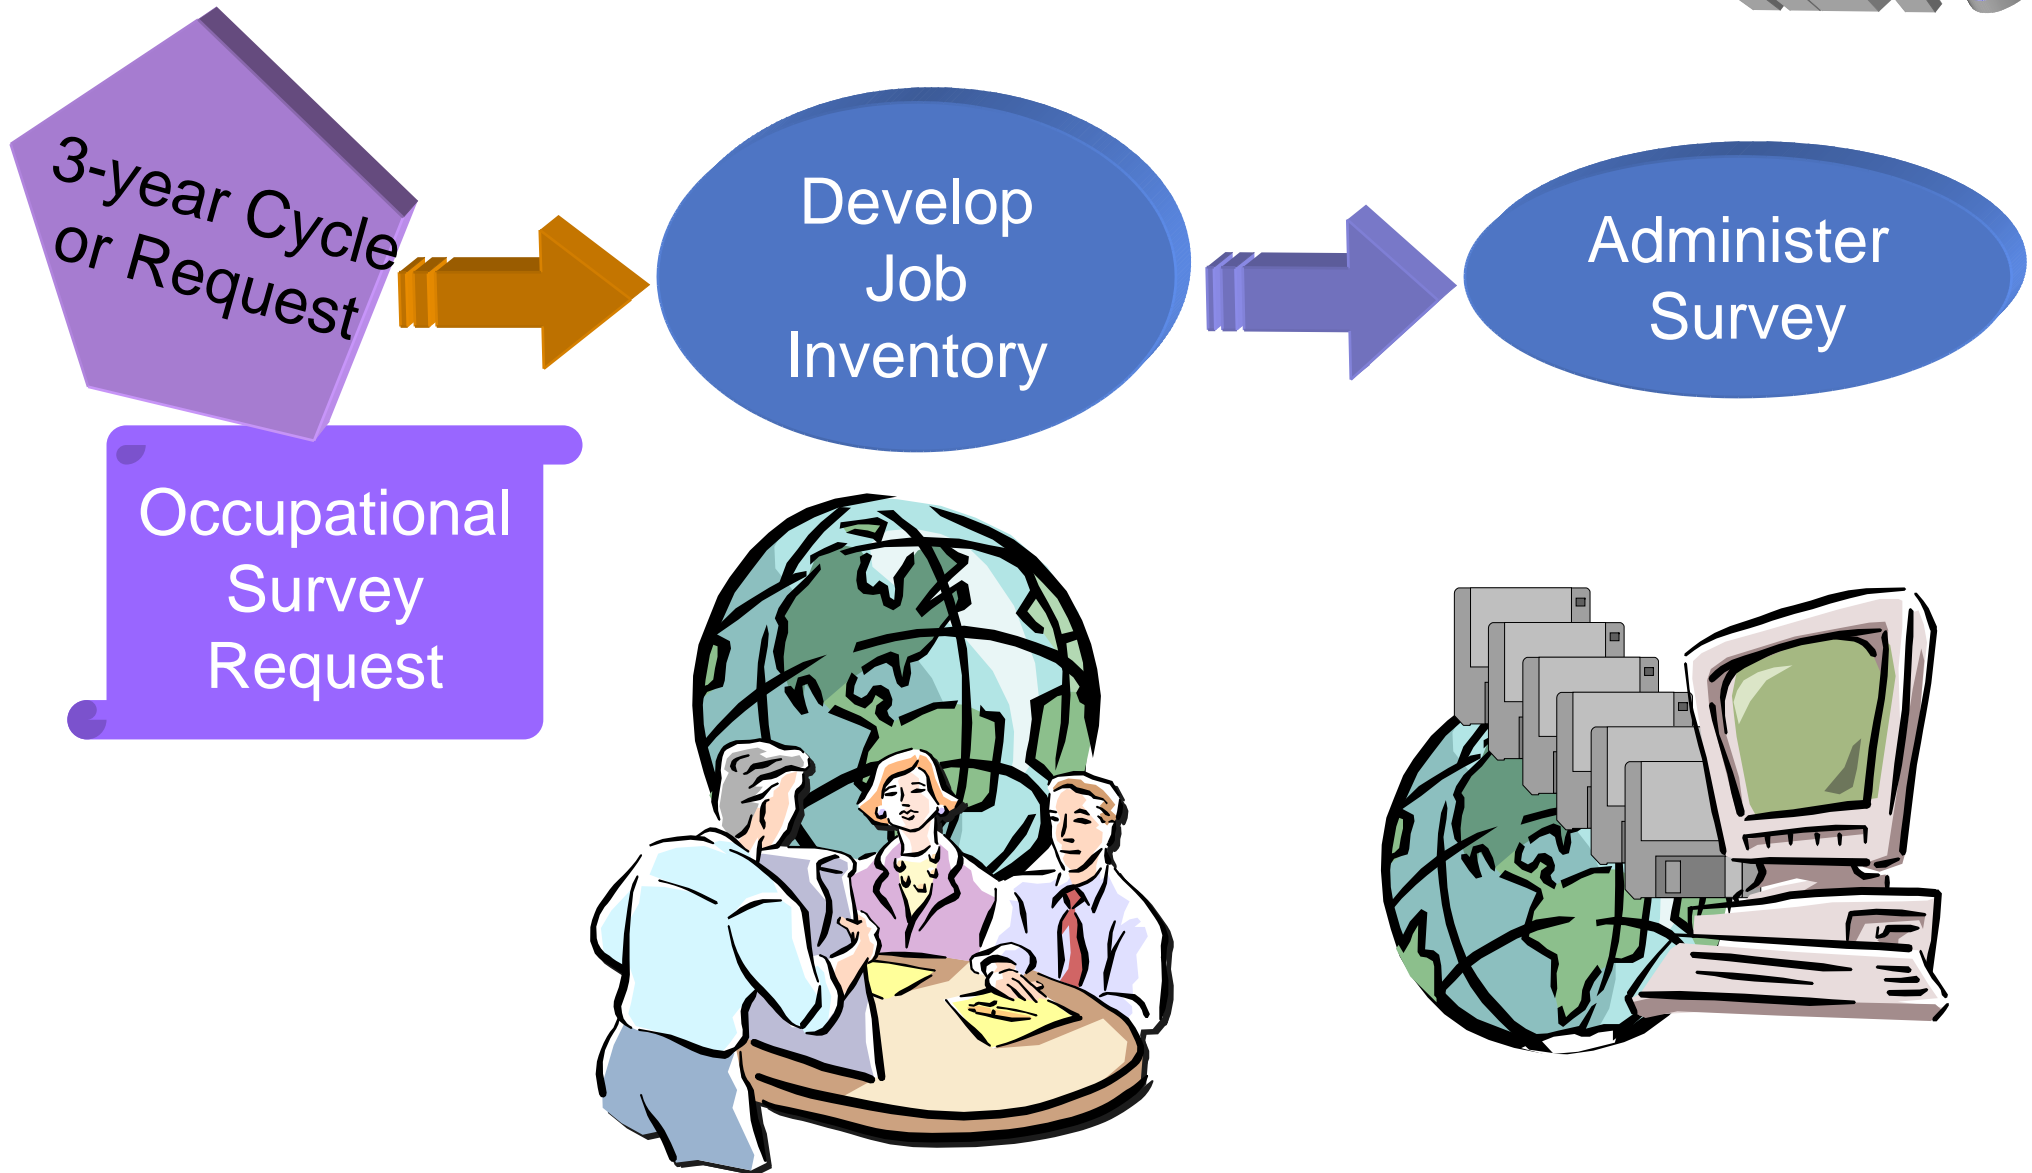 3-year Cycle
or Request
Develop
Job
Inventory
Administer
Survey
Occupational
Survey
Request